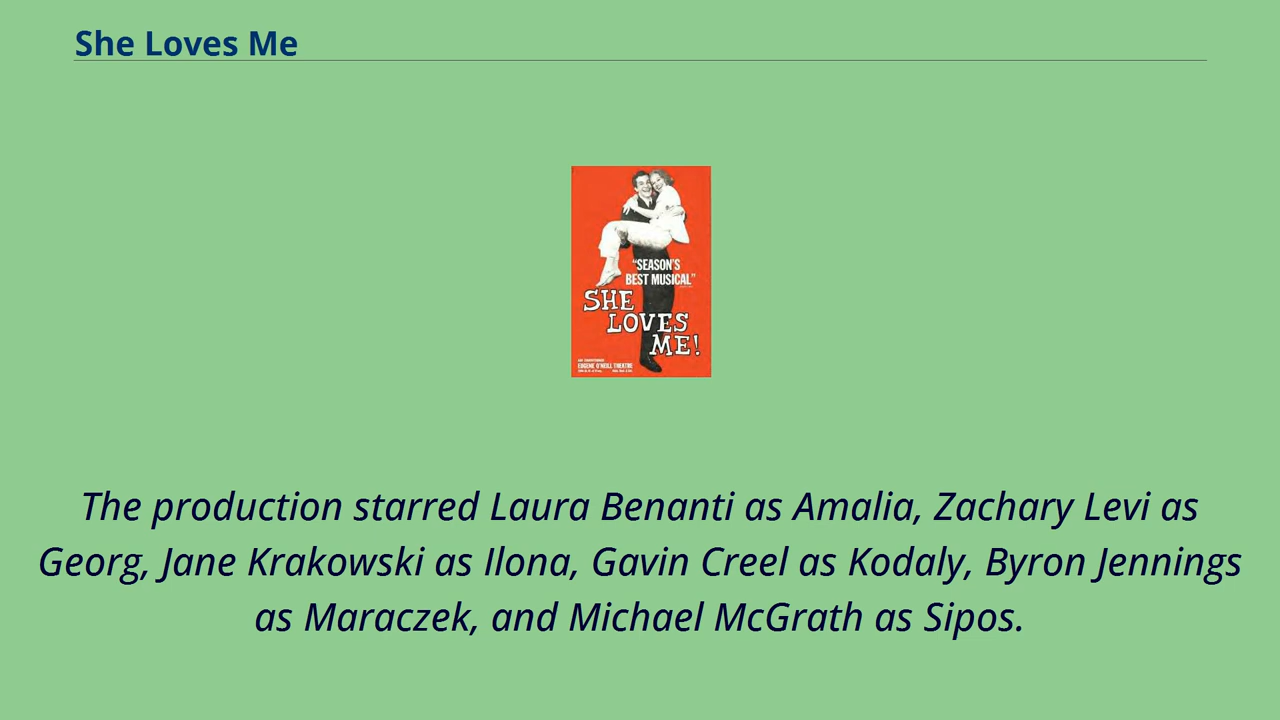 She Loves Me
"SEASON'S
BEST MUSICAL"
SHE
LOVES
ME!
EUGENE O'NEILL THEATRE
The production starred Laura Benanti as Amalia, Zachary Levi as
Georg, Jane Krakowski as Ilona, Gavin Creel as Kodaly, Byron Jennings
as Maraczek, and Michael McGrath as Sipos.